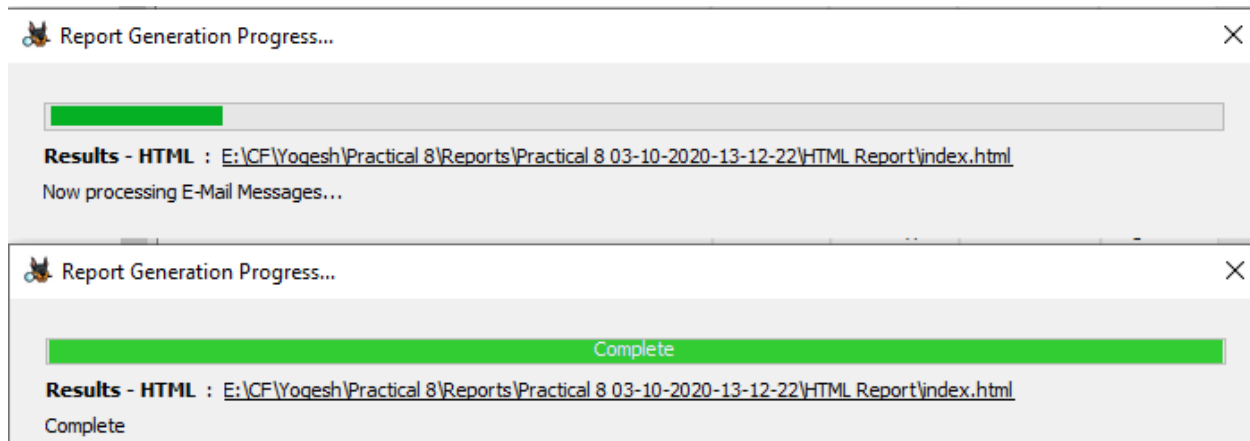 Report Generation Progress...
Results - HTML : E:\CF\Yogesh\Practical 8\Reports\Practical 8 03-10-2020-13-12-22\HTML Report\index.html
Now processing E-Mail Messages...
Report Generation Progress...
Complete
Results - HTML : E:\CF\Yogesh\Practical 8\Reports\Practical 8 03-10-2020-13-12-22\HTML Report\index.html
Complete